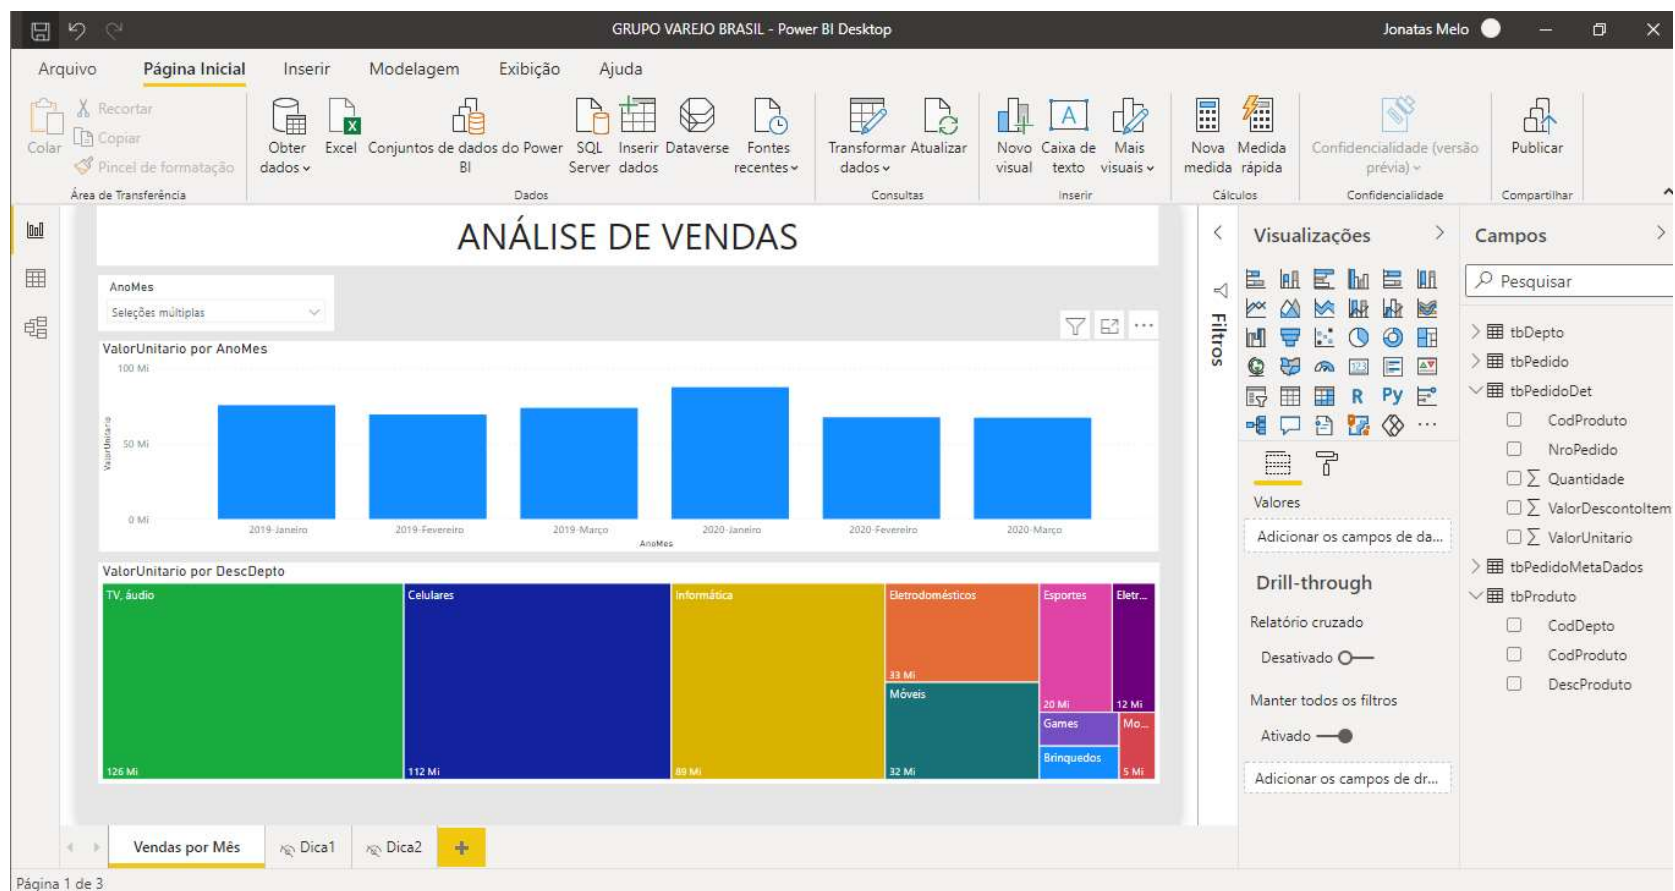 GRUPO VAREJO BRASIL - Power BI Desktop
Jonatas Melo
Arquivo
Página Inicial
Inserir
Modelagem
Exibição
Ajuda
Colar
Recortar
Copiar
Pincel de formatação
Área de Transferência
Obter dados
Excel
Conjuntos de dados do Power BI
SQL Server
Inserir dados
Dataverse
Fontes recentes
Dados
Transformar dados
Atualizar
Consultas
Novo visual
Caixa de texto
Mais visuais
Inserir
Nova medida
Medida rápida
Cálculos
Confidencialidade (versão prévia)
Confidencialidade
Publicar
Compartilhar
ANÁLISE DE VENDAS
AnoMes
Seleções múltiplas
ValorUnitario por AnoMes
100 Mi
50 Mi
0 Mi
ValorUnitario
2019-Janeiro
2019-Fevereiro
2019-Março
2020-Janeiro
2020-Fevereiro
2020-Março
AnoMes
ValorUnitario por DescDepto
TV, áudio
126 Mi
Celulares
112 Mi
Informática
89 Mi
Eletrodomésticos
33 Mi
Móveis
32 Mi
Esportes
20 Mi
Eletr...
12 Mi
Games
Brinquedos
Mo...
5 Mi
Vendas por Mês
Dica1
Dica2
Página 1 de 3
Filtros
Visualizações
123
R
Py
Valores
Adicionar os campos de da...
Drill-through
Relatório cruzado
Desativado
Manter todos os filtros
Ativado
Adicionar os campos de dr...
Campos
Pesquisar
tbDepto
tbPedido
tbPedidoDet
CodProduto
NroPedido
Quantidade
ValorDescontoItem
ValorUnitario
tbPedidoMetaDados
tbProduto
CodDepto
CodProduto
DescProduto